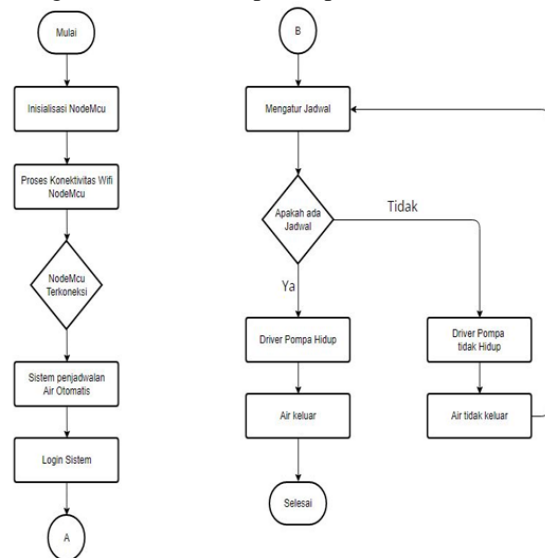 Mulai
Inisialisasi NodeMcu
Proses Konektivitas Wifi
NodeMcu
NodeMcu
Terkoneksi
Sistem penjadwalan
Air Otomatis
Login Sistem
A
B
Mengatur Jadwal
Apakah ada
Jadwal
Tidak
Ya
Driver Pompa Hidup
Driver Pompa
tidak Hidup
Air keluar
Air tidak keluar
Selesai